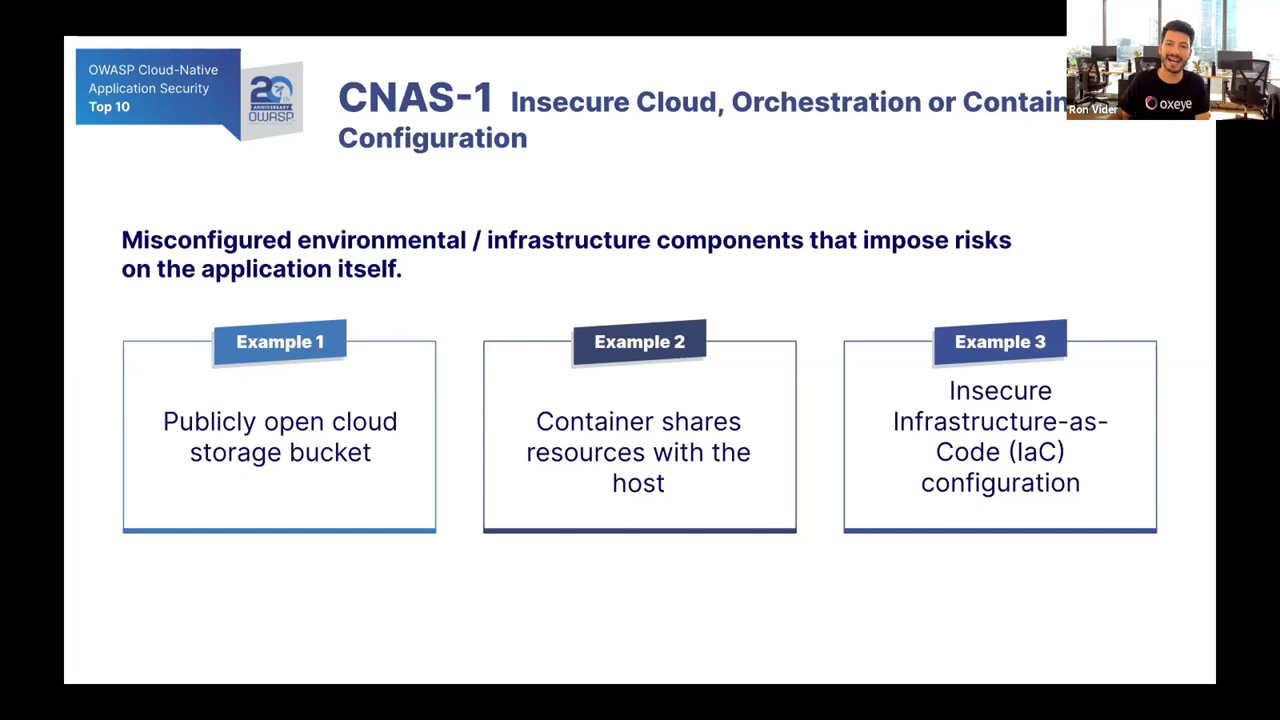 OWASP Cloud-Native
Application Security
Top 10
20th
ANNIVERSARY
OWASP
CNAS-1 Insecure Cloud, Orchestration or Contain
Configuration
oxeye
Ron Vider
Misconfigured environmental / infrastructure components that impose risks
on the application itself.
Example 1
Publicly open cloud
storage bucket
Example 2
Container shares
resources with the
host
Example 3
Insecure
Infrastructure-as-
Code (IaC)
configuration